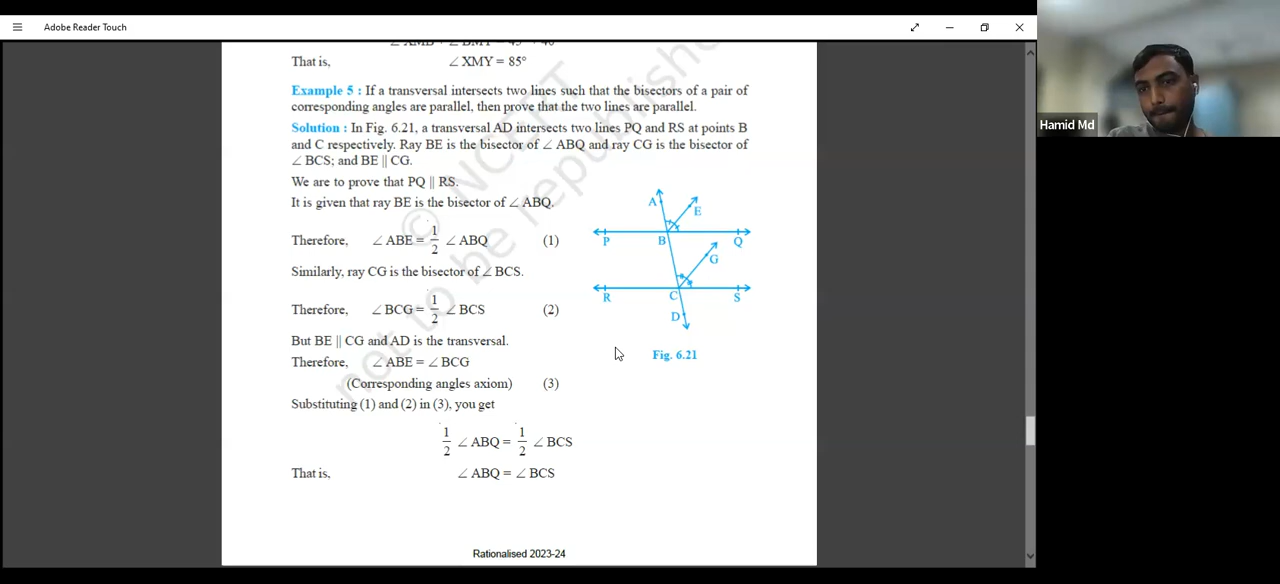 Adobe Reader Touch
That is, ∠ XMY = 85°
Example 5 : If a transversal intersects two lines such that the bisectors of a pair of
corresponding angles are parallel, then prove that the two lines are parallel.
Solution : In Fig. 6.21, a transversal AD intersects two lines PQ and RS at points B
and C respectively. Ray BE is the bisector of ∠ ABQ and ray CG is the bisector of
∠ BCS; and BE || CG.
We are to prove that PQ || RS.
It is given that ray BE is the bisector of ∠ ABQ.
Therefore, ∠ ABE = 1/2 ∠ ABQ (1)
Similarly, ray CG is the bisector of ∠ BCS.
Therefore, ∠ BCG = 1/2 ∠ BCS (2)
But BE || CG and AD is the transversal.
Therefore, ∠ ABE = ∠ BCG
(Corresponding angles axiom) (3)
Substituting (1) and (2) in (3), you get
1/2 ∠ ABQ = 1/2 ∠ BCS
That is, ∠ ABQ = ∠ BCS
A
E
P
B
Q
G
R
C
S
D
Fig. 6.21
Rationalised 2023-24
© NCERT
not to be republished
Hamid Md